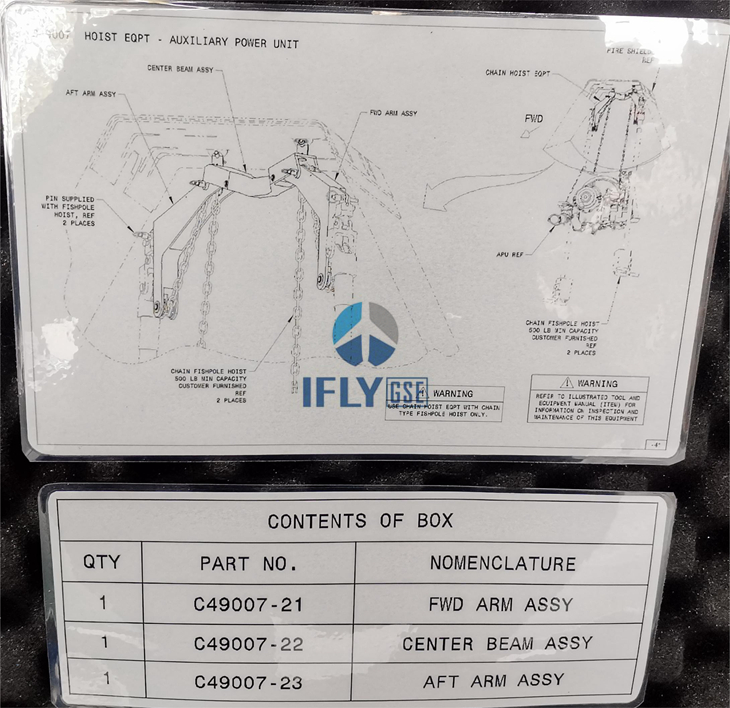 HOIST EQPT - AUXILIARY POWER UNIT
CENTER BEAM ASSY
AFT ARM ASSY
FWD ARM ASSY
PIN SUPPLIED
WITH FISHPOLE
HOIST, REF
2 PLACES
CHAIN FISHPOLE HOIST
500 LB MIN CAPACITY
CUSTOMER FURNISHED
REF
2 PLACES
FIRE SHIELD
REF
CHAIN HOIST EQPT
FWD
APU REF
CHAIN FISHPOLE HOIST
500 LB MIN CAPACITY
CUSTOMER FURNISHED
REF
2 PLACES
IFLY GSE
WARNING
USE CHAIN HOIST EQPT WITH CHAIN
TYPE FISHPOLE HOIST ONLY.
WARNING
REFER TO ILLUSTRATED TOOL AND
EQUIPMENT MANUAL (ITEM) FOR
INFORMATION ON INSPECTION AND
MAINTENANCE OF THIS EQUIPMENT
CONTENTS OF BOX
QTY PART NO. NOMENCLATURE
1 C49007-21 FWD ARM ASSY
1 C49007-22 CENTER BEAM ASSY
1 C49007-23 AFT ARM ASSY